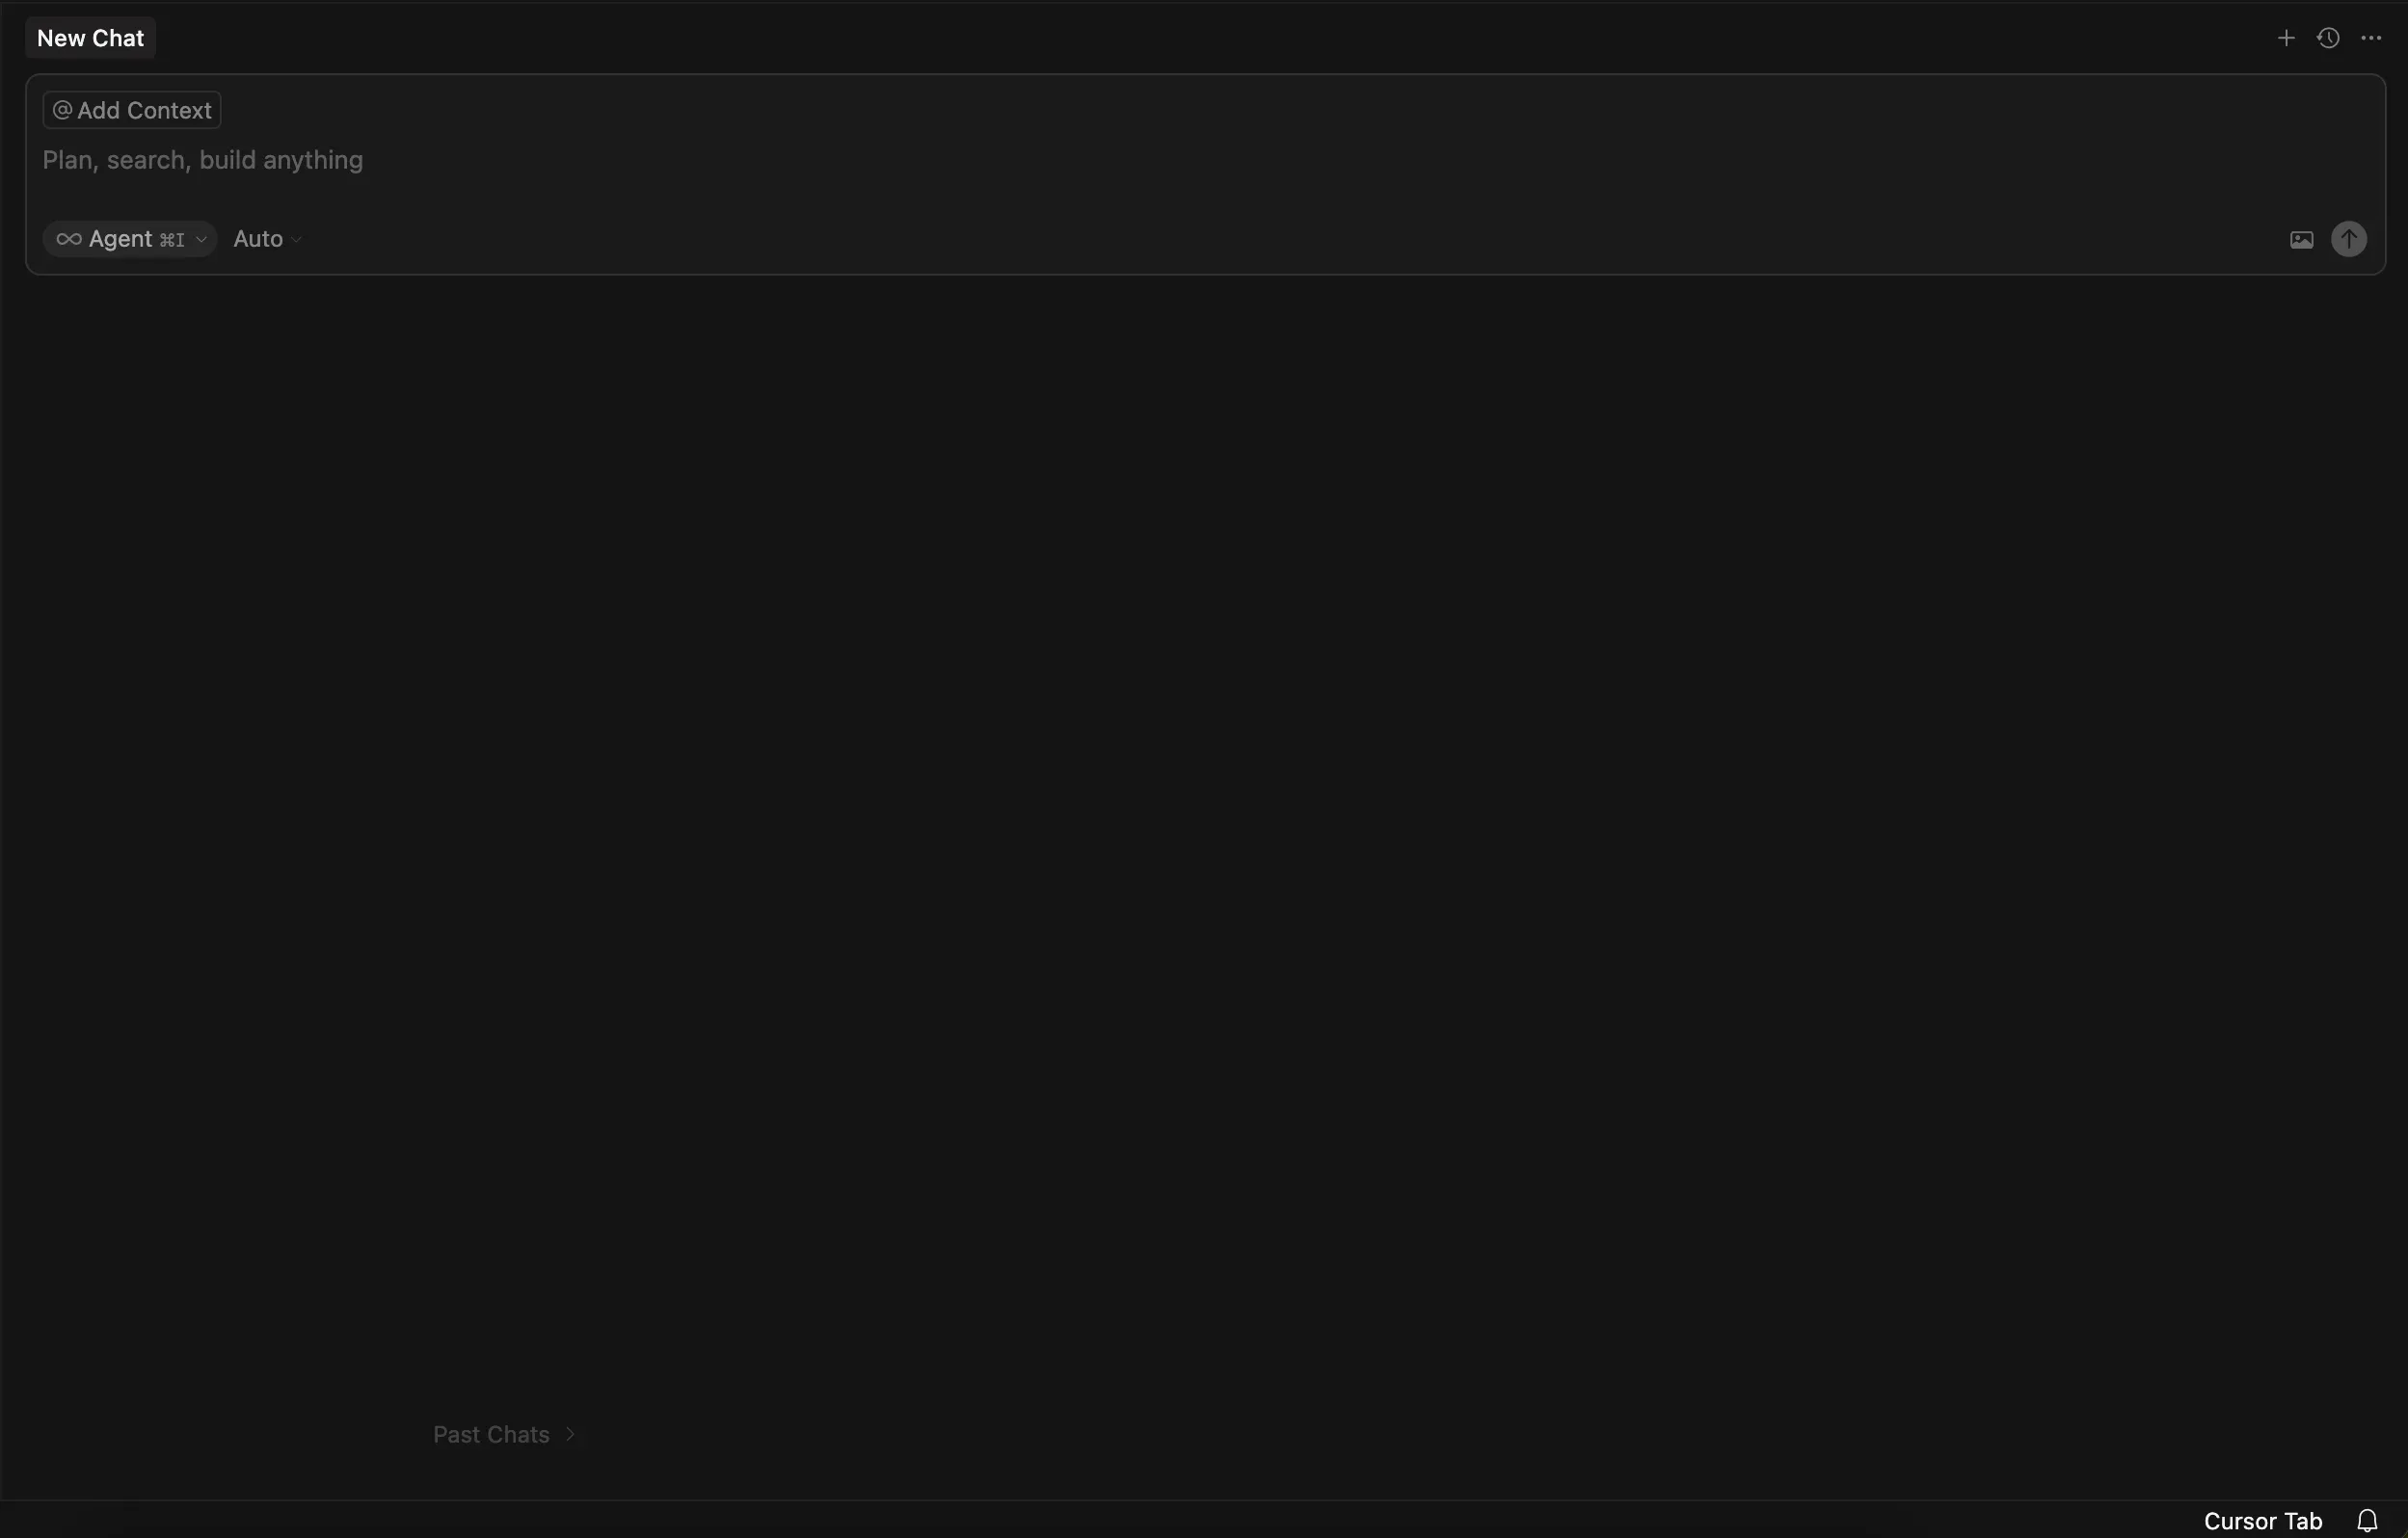 New Chat
@ Add Context
Plan, search, build anything
Agent ⌘I
Auto
Past Chats
Cursor Tab